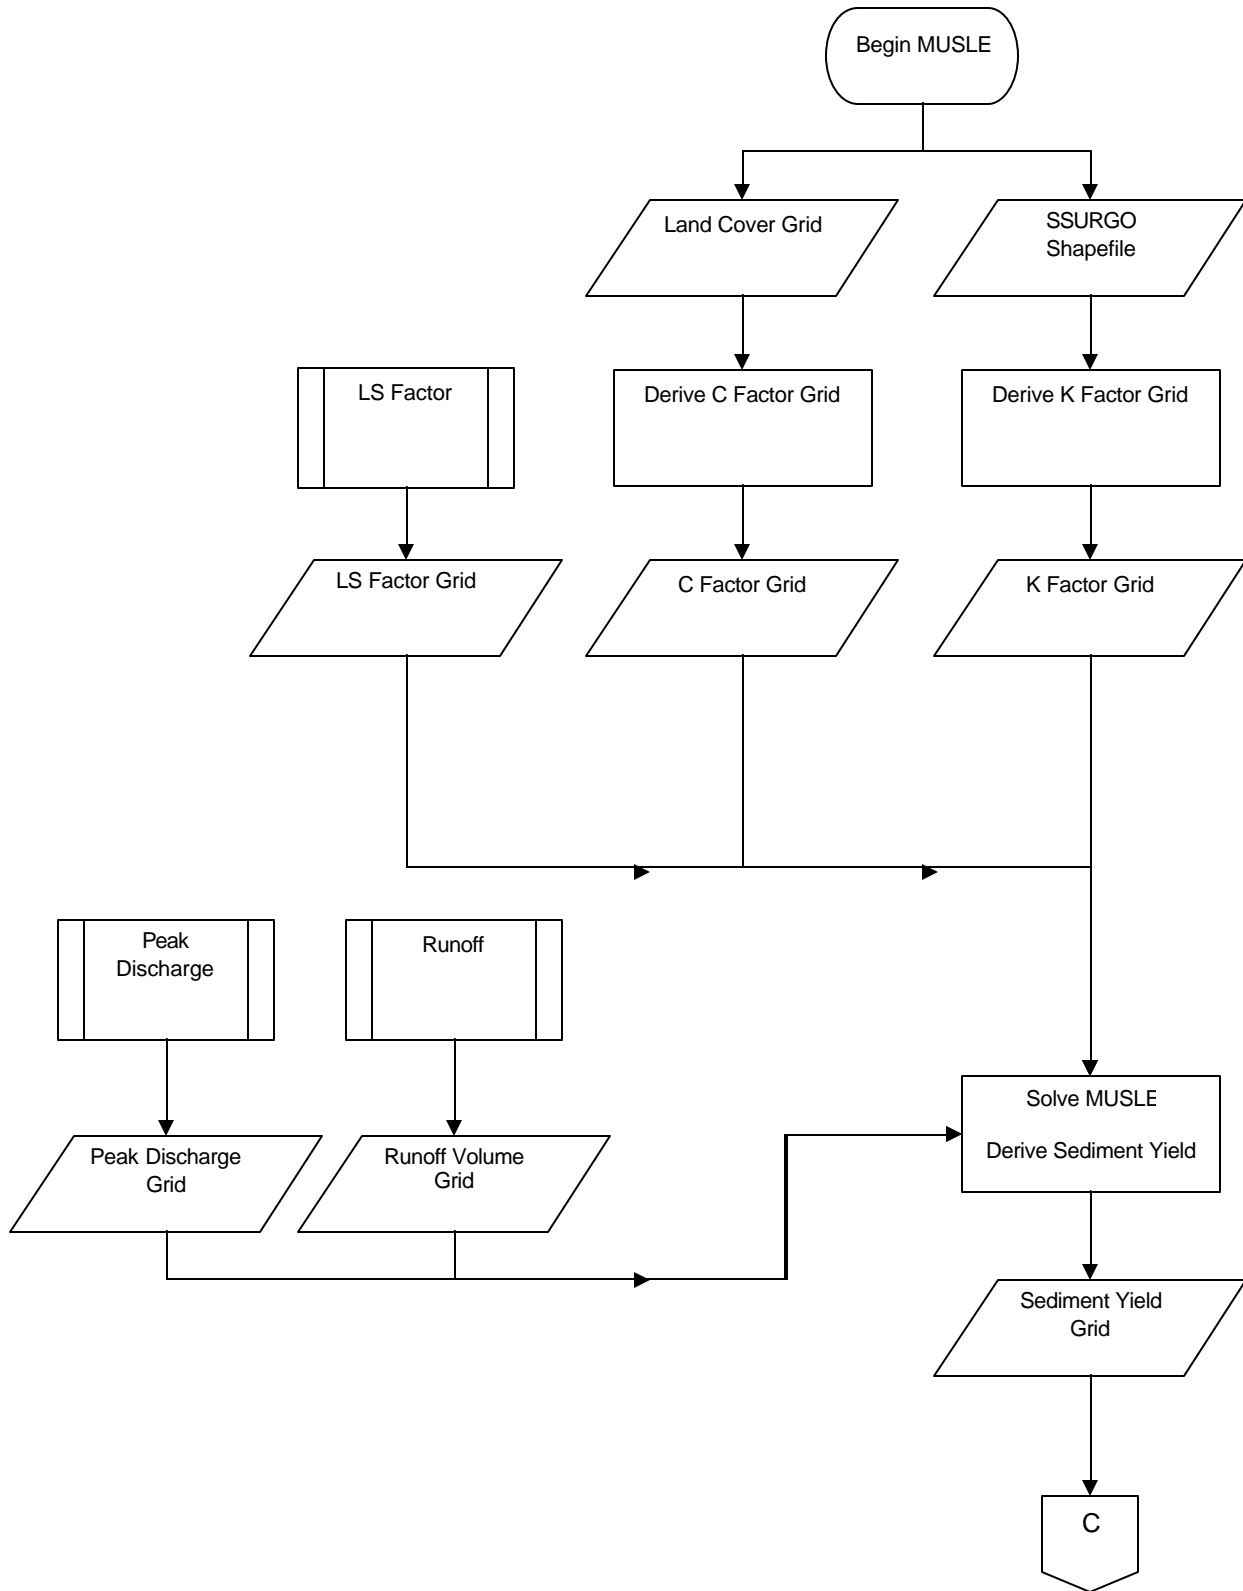 Begin MUSLE
Land Cover Grid
SSURGO
Shapefile
LS Factor
Derive C Factor Grid
Derive K Factor Grid
LS Factor Grid
C Factor Grid
K Factor Grid
Peak
Discharge
Runoff
Solve MUSLE
Derive Sediment Yield
Peak Discharge
Grid
Runoff Volume
Grid
Sediment Yield
Grid
C